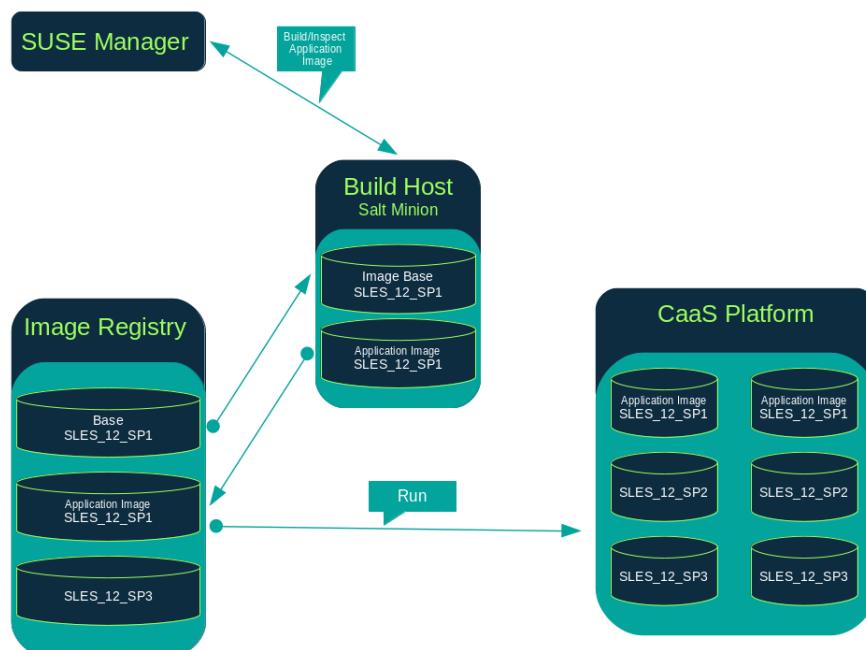 SUSE Manager
Build/Inspect
Application
Image
Build Host
Salt Minion
Image Base
SLES_12_SP1
Application Image
SLES_12_SP1
Image Registry
Base
SLES_12_SP1
Application Image
SLES_12_SP1
SLES_12_SP3
Run
CaaS Platform
Application Image
SLES_12_SP1
Application Image
SLES_12_SP1
SLES_12_SP2
SLES_12_SP2
SLES_12_SP3
SLES_12_SP3